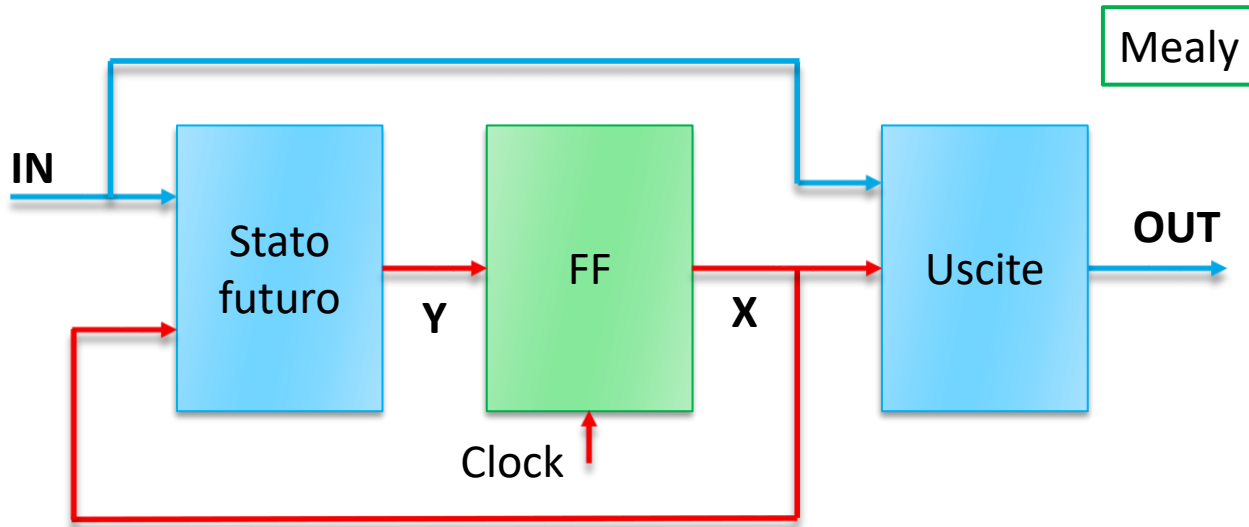 Mealy
IN
Stato
futuro
Y
FF
X
Uscite
OUT
Clock